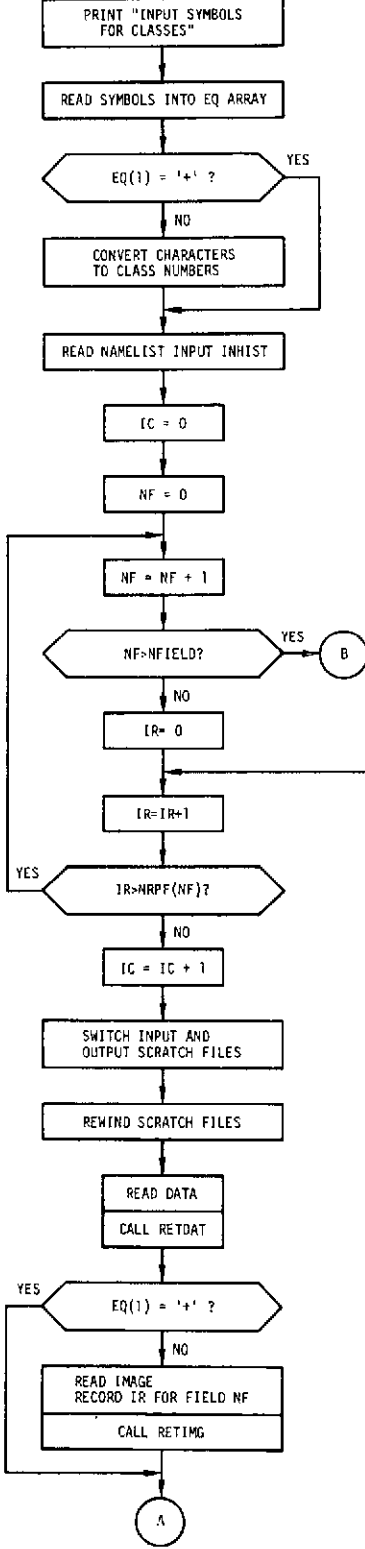 PRINT "INPUT SYMBOLS
FOR CLASSES"
READ SYMBOLS INTO EQ ARRAY
EQ(1) = '+' ?
YES
NO
CONVERT CHARACTERS
TO CLASS NUMBERS
READ NAMELIST INPUT INHIST
IC = 0
NF = 0
NF = NF + 1
NF>NFIELD?
YES
B
NO
IR= 0
IR=IR+1
YES
IR>NRPF(NF)?
NO
IC = IC + 1
SWITCH INPUT AND
OUTPUT SCRATCH FILES
REWIND SCRATCH FILES
READ DATA
CALL RETDAT
YES
EQ(1) = '+' ?
NO
READ IMAGE
RECORD IR FOR FIELD NF
CALL RETIMG
A